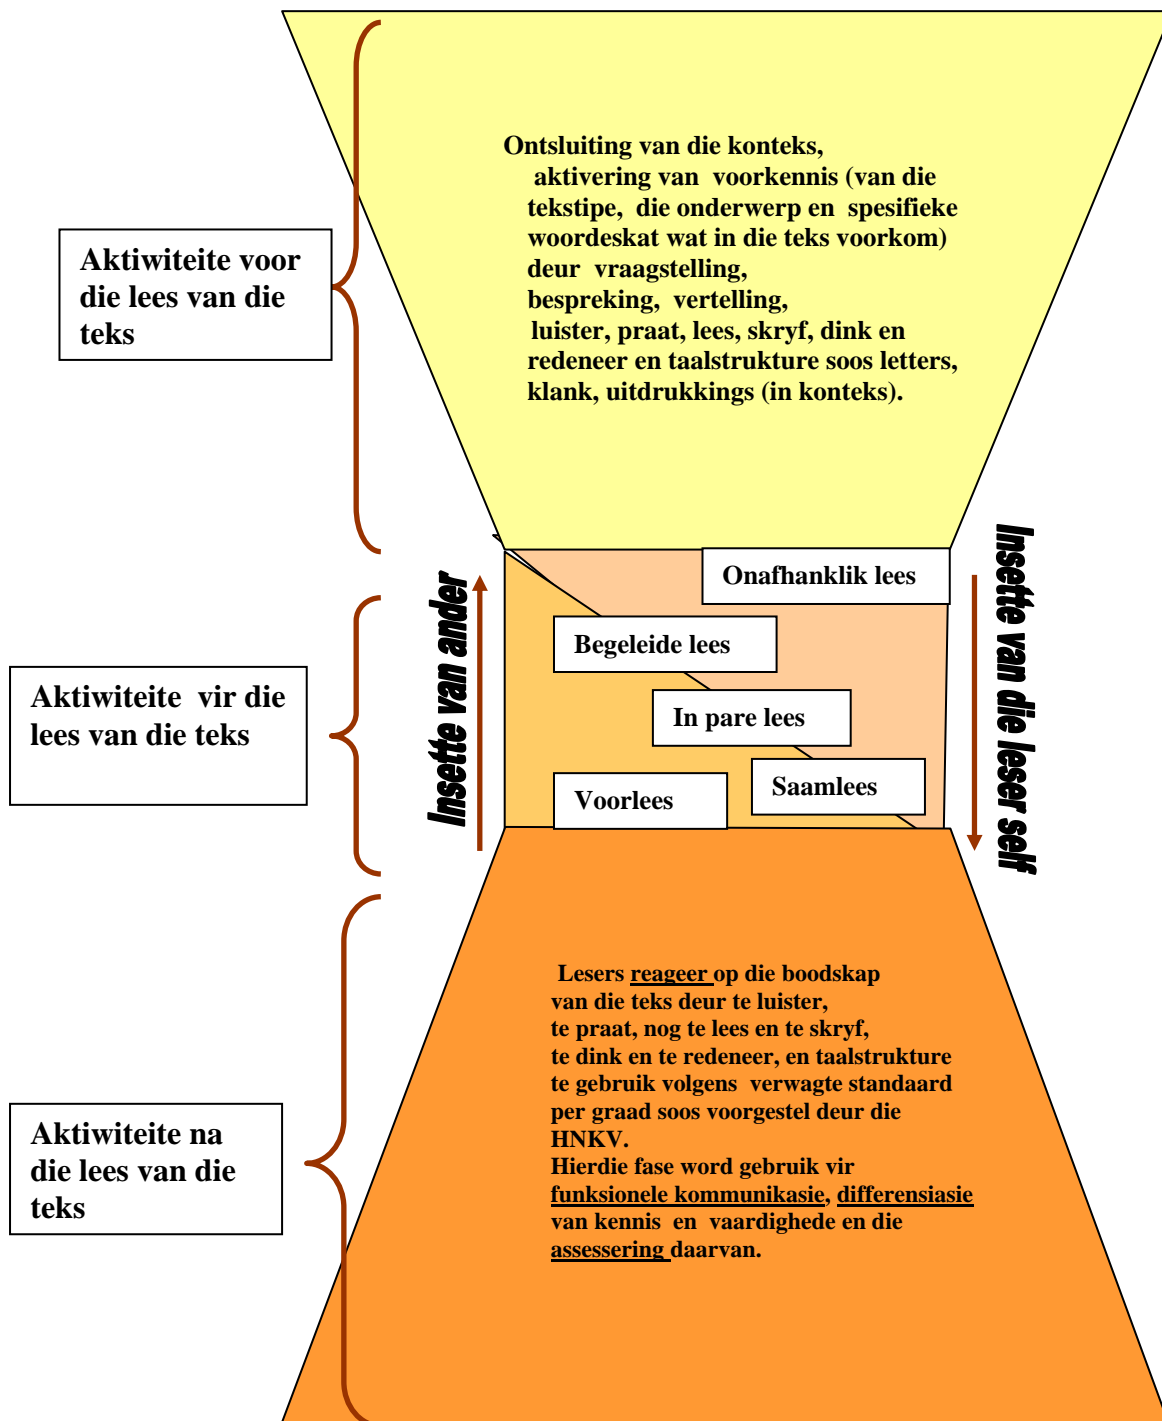 Ontsluiting van die konteks,
aktivering van voorkennis (van die
tekstipe, die onderwerp en spesifieke
woordeskat wat in die teks voorkom)
deur vraagstelling,
bespreking, vertelling,
luister, praat, lees, skryf, dink en
redeneer en taalstrukture soos letters,
klank, uitdrukkings (in konteks).
Aktiwiteite voor
die lees van die
teks
Insette van ander
Insette van die leser self
Onafhanklik lees
Begeleide lees
In pare lees
Saamlees
Voorlees
Aktiwiteite vir die
lees van die teks
Lesers reageer op die boodskap
van die teks deur te luister,
te praat, nog te lees en te skryf,
te dink en te redeneer, en taalstrukture
te gebruik volgens verwagte standaard
per graad soos voorgestel deur die
HNKV.
Hierdie fase word gebruik vir
funksionele kommunikasie, differensiasie
van kennis en vaardighede en die
assessering daarvan.
Aktiwiteite na
die lees van die
teks